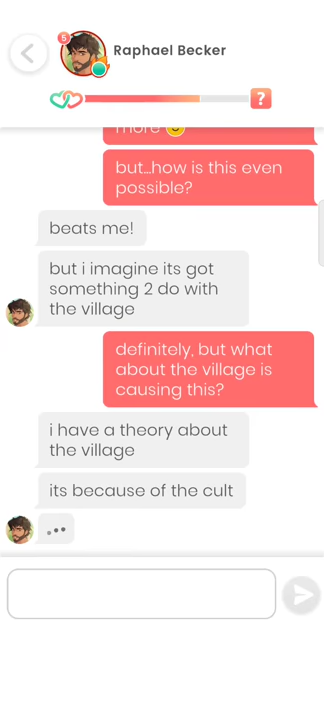 5
Raphael Becker
?
more
but...how is this even
possible?
beats me!
but i imagine its got
something 2 do with
the village
definitely, but what
about the village is
causing this?
i have a theory about
the village
its because of the cult
...